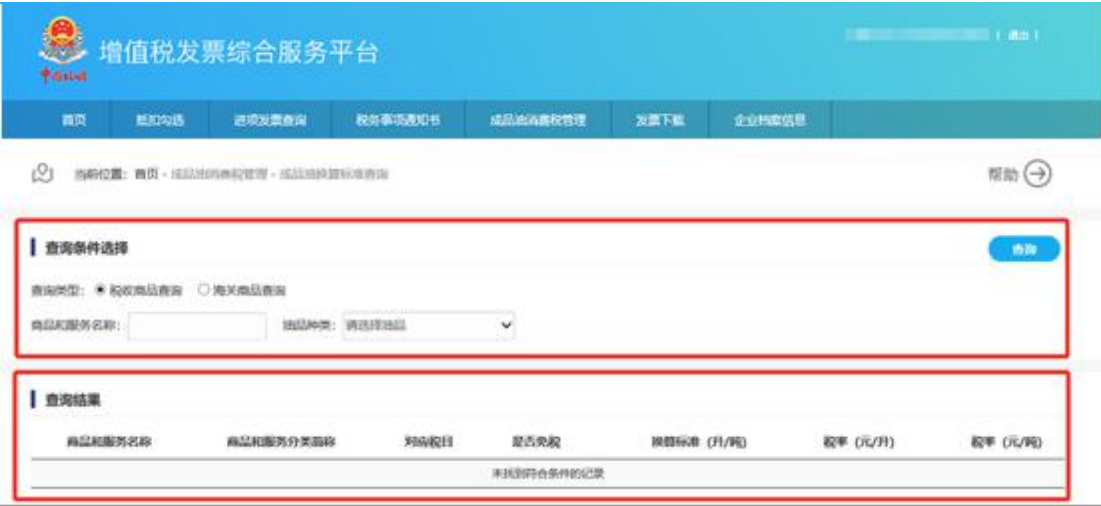 增值税发票综合服务平台
中国税务
| 退出 |
首页 抵扣勾选 进项发票查询 税务事项通知书 成品油消费税管理 发票下载 企业档案信息
当前位置：首页 - 成品油消费税管理 - 成品油换算标准查询
帮助
查询条件选择
查询
查询类型： 税收商品查询 海关商品查询
商品和服务名称： 油品种类： 请选择油品
查询结果
商品和服务名称 商品和服务分类简称 对应税目 是否免税 换算标准（升/吨） 税率（元/升） 税率（元/吨）
未找到符合条件的记录